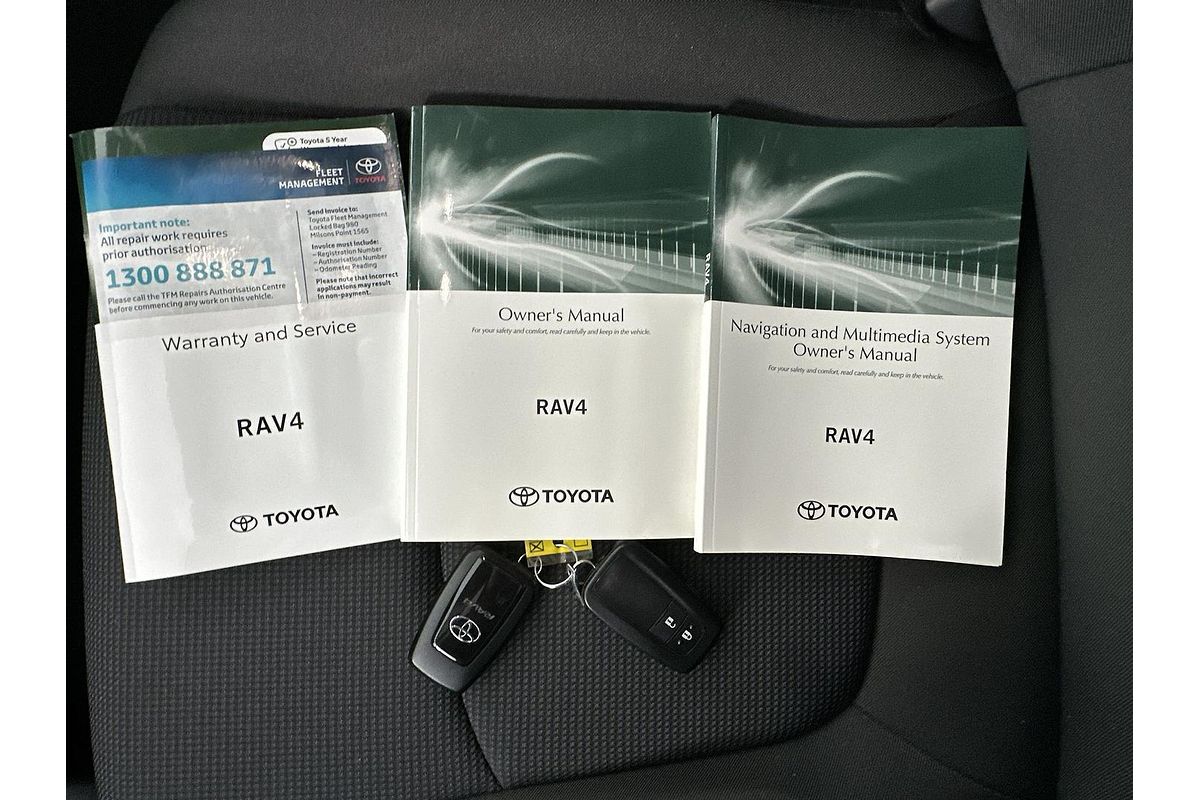 Toyota 5 Year
FLEET
MANAGEMENT
TOYOTA
Important note:
All repair work requires
prior authorisation:
1300 888 871
Please call the TFM Repairs Authorisation Centre
before commencing any work on this vehicle.
Send invoice to:
Toyota Fleet Management
Locked Bag 980
Milsons Point 1565
Invoice must include:
– Registration Number
– Authorisation Number
– Odometer Reading
Please note that incorrect
applications may result
in non-payment.
Warranty and Service
RAV4
TOYOTA
Owner's Manual
For your safety and comfort, read carefully and keep in the vehicle.
RAV4
TOYOTA
RAV4
Navigation and Multimedia System
Owner's Manual
For your safety and comfort, read carefully and keep in the vehicle.
RAV4
TOYOTA
RAV4